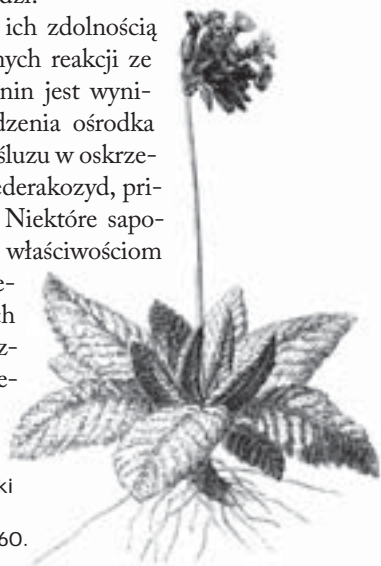 ich zdolnością
nych reakcji ze
nin jest wyni-
dzenia ośrodka
śluzu w oskrze-
ederakozyd, pri-
Niektóre sapo-
właściwościom
e-
ch
z-
e-
ki
60.